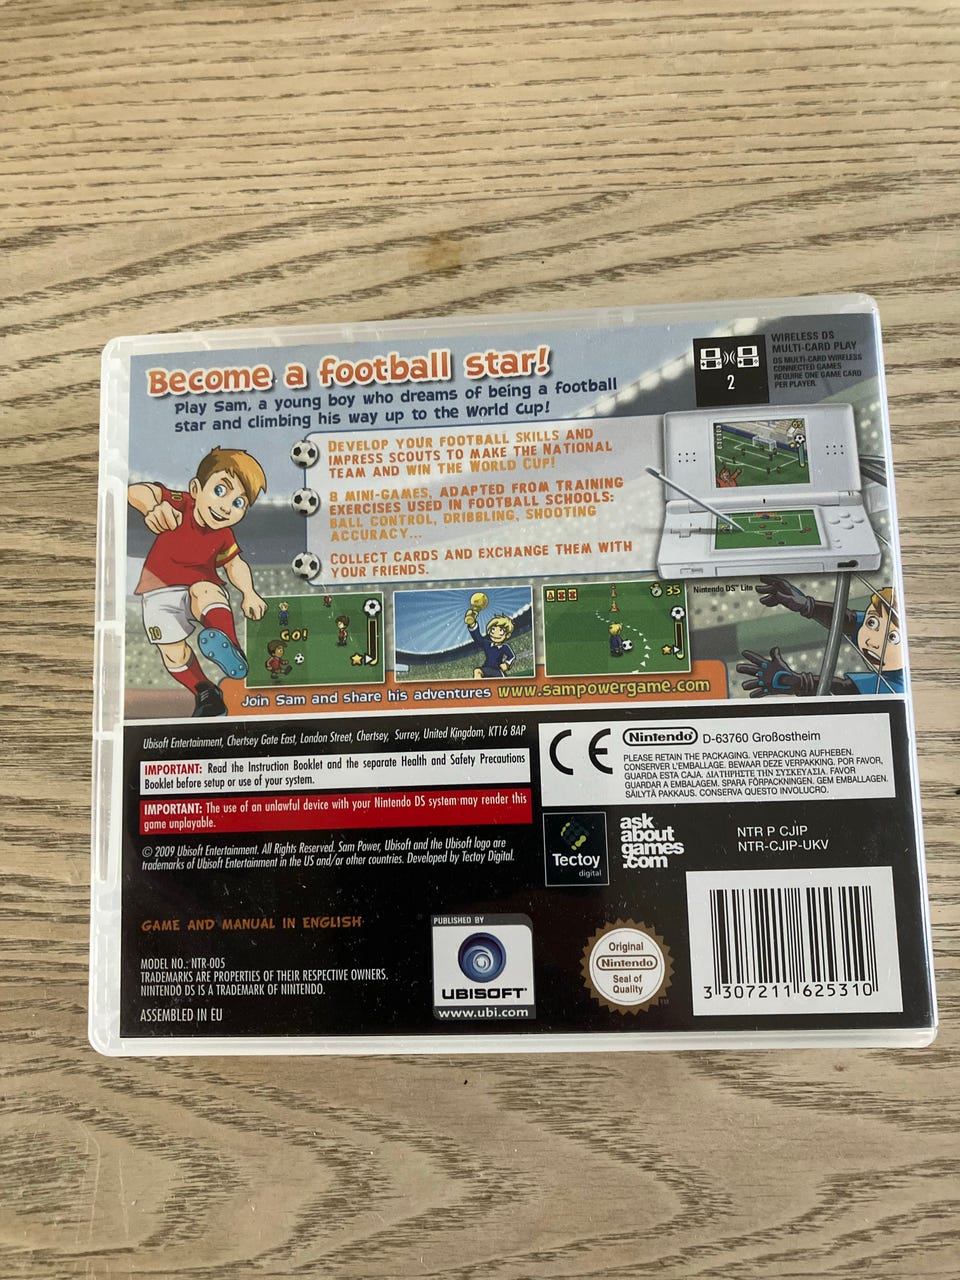 Become a football star!
Play Sam, a young boy who dreams of being a football
star and climbing his way up to the World Cup!
WIRELESS DS
MULTI-CARD PLAY
DS MULTI-CARD WIRELESS
CONNECTED GAMES
REQUIRE ONE GAME CARD
PER PLAYER.
2
DEVELOP YOUR FOOTBALL SKILLS AND
IMPRESS SCOUTS TO MAKE THE NATIONAL
TEAM AND WIN THE WORLD CUP!
8 MINI-GAMES, ADAPTED FROM TRAINING
EXERCISES USED IN FOOTBALL SCHOOLS:
BALL CONTROL, DRIBBLING, SHOOTING
ACCURACY...
COLLECT CARDS AND EXCHANGE THEM WITH
YOUR FRIENDS.
10
10
GO!
35
Nintendo DS™ Lite
Join Sam and share his adventures www.sampowergame.com
Ubisoft Entertainment, Chertsey Gate East, London Street, Chertsey, Surrey, United Kingdom, KT16 8AP
IMPORTANT: Read the Instruction Booklet and the separate Health and Safety Precautions
Booklet before setup or use of your system.
IMPORTANT: The use of an unlawful device with your Nintendo DS system may render this
game unplayable.
© 2009 Ubisoft Entertainment. All Rights Reserved. Sam Power, Ubisoft and the Ubisoft logo are
trademarks of Ubisoft Entertainment in the US and/or other countries. Developed by Tectoy Digital.
CE
Nintendo® D-63760 Großostheim
PLEASE RETAIN THE PACKAGING. VERPACKUNG AUFHEBEN.
CONSERVER L'EMBALLAGE. BEWAAR DEZE VERPAKKING. POR FAVOR,
GUARDA ESTA CAJA. ΔΙΑΤΗΡΗΣΤΕ ΤΗΝ ΣΥΣΚΕΥΑΣΙΑ. FAVOR
GUARDAR A EMBALAGEM. SPARA FÖRPACKNINGEN. GEM EMBALLAGEN.
SÄILYTÄ PAKKAUS. CONSERVA QUESTO INVOLUCRO.
Tectoy
digital
ask
about
games
.com
NTR P CJIP
NTR-CJIP-UKV
GAME AND MANUAL IN ENGLISH
MODEL NO.: NTR-005
TRADEMARKS ARE PROPERTIES OF THEIR RESPECTIVE OWNERS.
NINTENDO DS IS A TRADEMARK OF NINTENDO.
ASSEMBLED IN EU
PUBLISHED BY
UBISOFT®
www.ubi.com
Original
Nintendo®
Seal of
Quality
TM
3 307211 625310